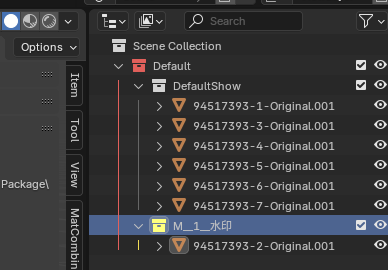 Search
Options
Scene Collection
Default
DefaultShow
94517393-1-Original.001
94517393-3-Original.001
94517393-4-Original.001
94517393-5-Original.001
94517393-6-Original.001
94517393-7-Original.001
M__1__水印
94517393-2-Original.001
Item
Tool
View
MatCombin
Package\